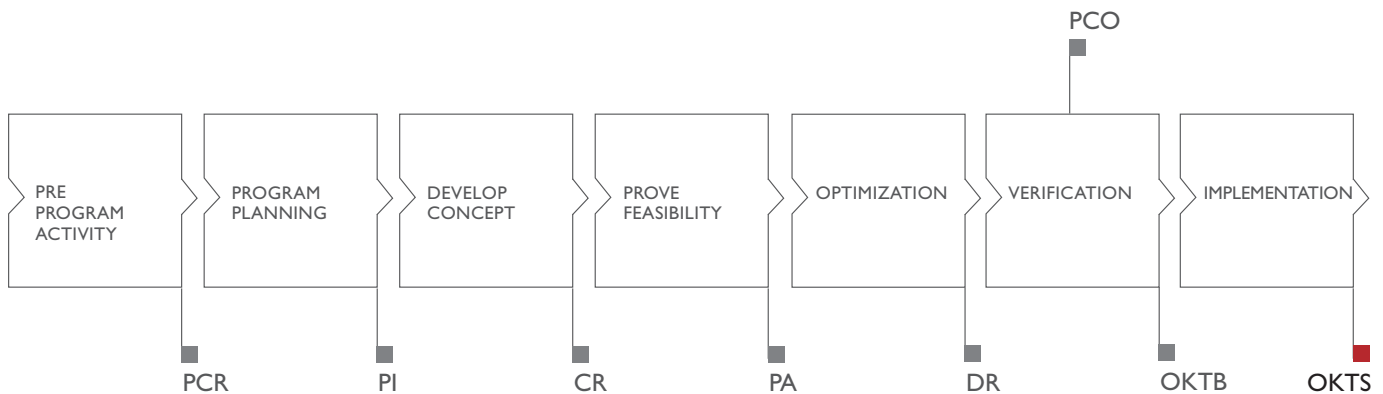 PCO
PRE
PROGRAM
ACTIVITY
PROGRAM
PLANNING
DEVELOP
CONCEPT
PROVE
FEASIBILITY
OPTIMIZATION
VERIFICATION
IMPLEMENTATION
PCR
PI
CR
PA
DR
OKTB
OKTS